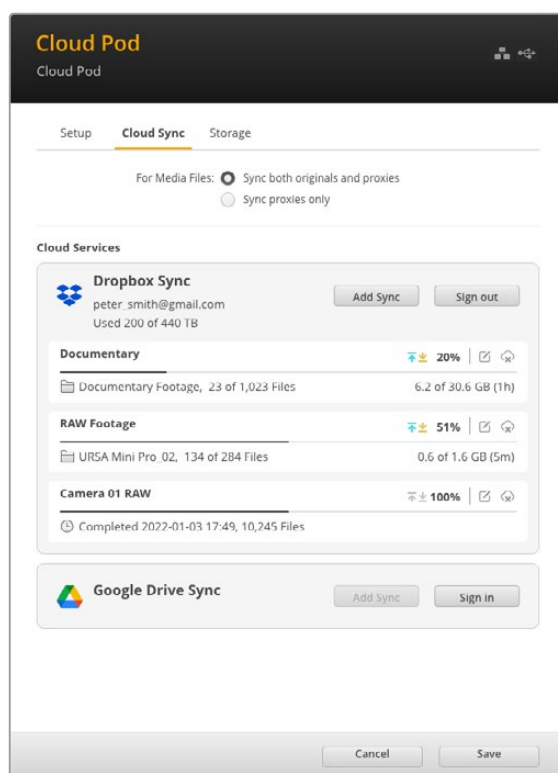 Cloud Pod
Cloud Pod
Setup Cloud Sync Storage
For Media Files: Sync both originals and proxies
Sync proxies only
Cloud Services
Dropbox Sync
peter_smith@gmail.com
Used 200 of 440 TB
Add Sync Sign out
Documentary 20%
Documentary Footage, 23 of 1,023 Files 6.2 of 30.6 GB (1h)
RAW Footage 51%
URSA Mini Pro_02, 134 of 284 Files 0.6 of 1.6 GB (5m)
Camera 01 RAW 100%
Completed 2022-01-03 17:49, 10,245 Files
Google Drive Sync Add Sync Sign in
Cancel Save